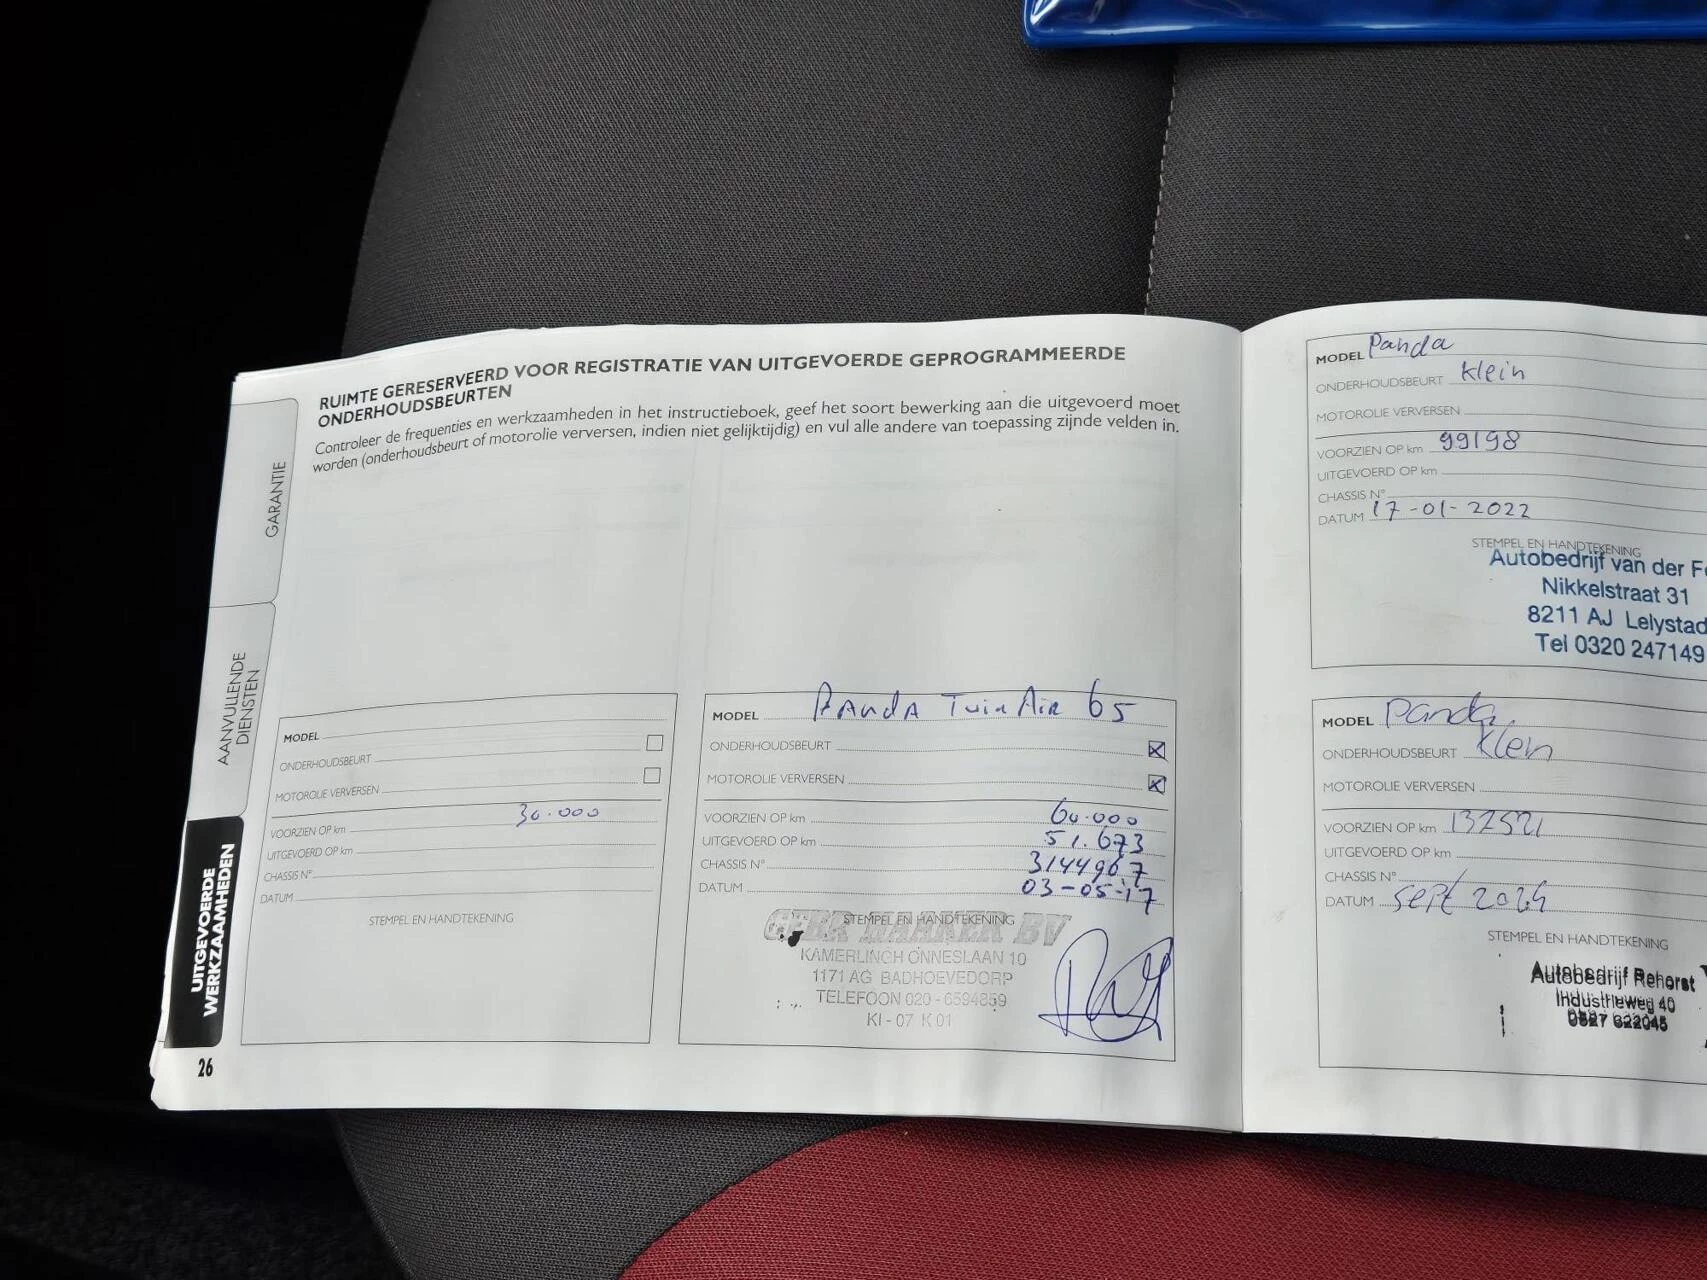 RUIMTE GERESERVEERD VOOR REGISTRATIE VAN UITGEVOERDE GEPROGRAMMEERDE
ONDERHOUDSBEURTEN
Controleer de frequenties en werkzaamheden in het instructieboek, geef het soort bewerking aan die uitgevoerd moet
worden (onderhoudsbeurt of motorolie verversen, indien niet gelijktijdig) en vul alle andere van toepassing zijnde velden in.
GARANTIE
AANVULLENDE
DIENSTEN
UITGEVOERDE
WERKZAAMHEDEN
MODEL
ONDERHOUDSBEURT
MOTOROLIE VERVERSEN
VOORZIEN OP km 30.000
UITGEVOERD OP km
CHASSIS N°
DATUM
STEMPEL EN HANDTEKENING
26
MODEL Panda TwinAir 65
ONDERHOUDSBEURT
MOTOROLIE VERVERSEN
VOORZIEN OP km 60.000
UITGEVOERD OP km 51.673
CHASSIS N° 3144967
DATUM 03-05-17
STEMPEL EN HANDTEKENING
BV
KAMERLINGH ONNESLAAN 10
1171 AG BADHOEVEDORP
TELEFOON 020 - 6594859
KI - 07 K 01
MODEL Panda
ONDERHOUDSBEURT Klein
MOTOROLIE VERVERSEN
VOORZIEN OP km 99198
UITGEVOERD OP km
CHASSIS N°
DATUM 17-01-2022
STEMPEL EN HANDTEKENING
Autobedrijf van der
Nikkelstraat 31
8211 AJ Lelystad
Tel 0320 247149
MODEL Panda
ONDERHOUDSBEURT Klein
MOTOROLIE VERVERSEN
VOORZIEN OP km 132521
UITGEVOERD OP km
CHASSIS N°
DATUM sept 2024
STEMPEL EN HANDTEKENING
Autobedrijf Rehorst
Industrieweg 40
0527 622045